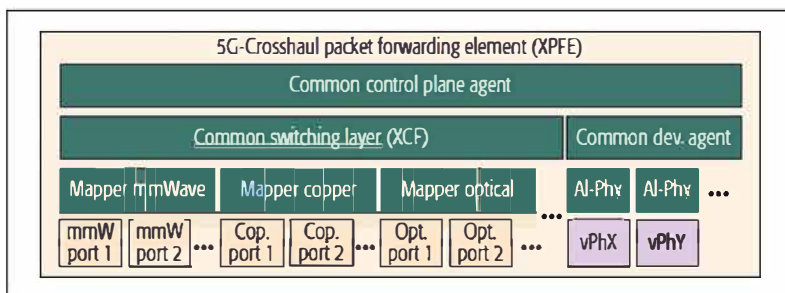 5G-Crosshaul packet forwarding element (XPFE)
Common control plane agent
Common switching layer (XCF)
Common dev. agent
Mapper mmWave
Mapper copper
Mapper optical
...
Al-Phy
Al-Phy
...
mmW
port 1
mmW
port 2
...
Cop.
port 1
Cop.
port 2
...
Opt.
port 1
Opt.
port 2
...
vPhX
vPhY